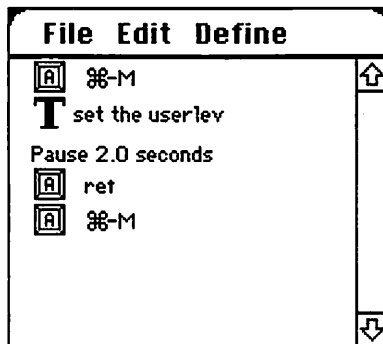 File Edit Define
A ⌘-M
T set the userlev
Pause 2.0 seconds
A ret
A ⌘-M